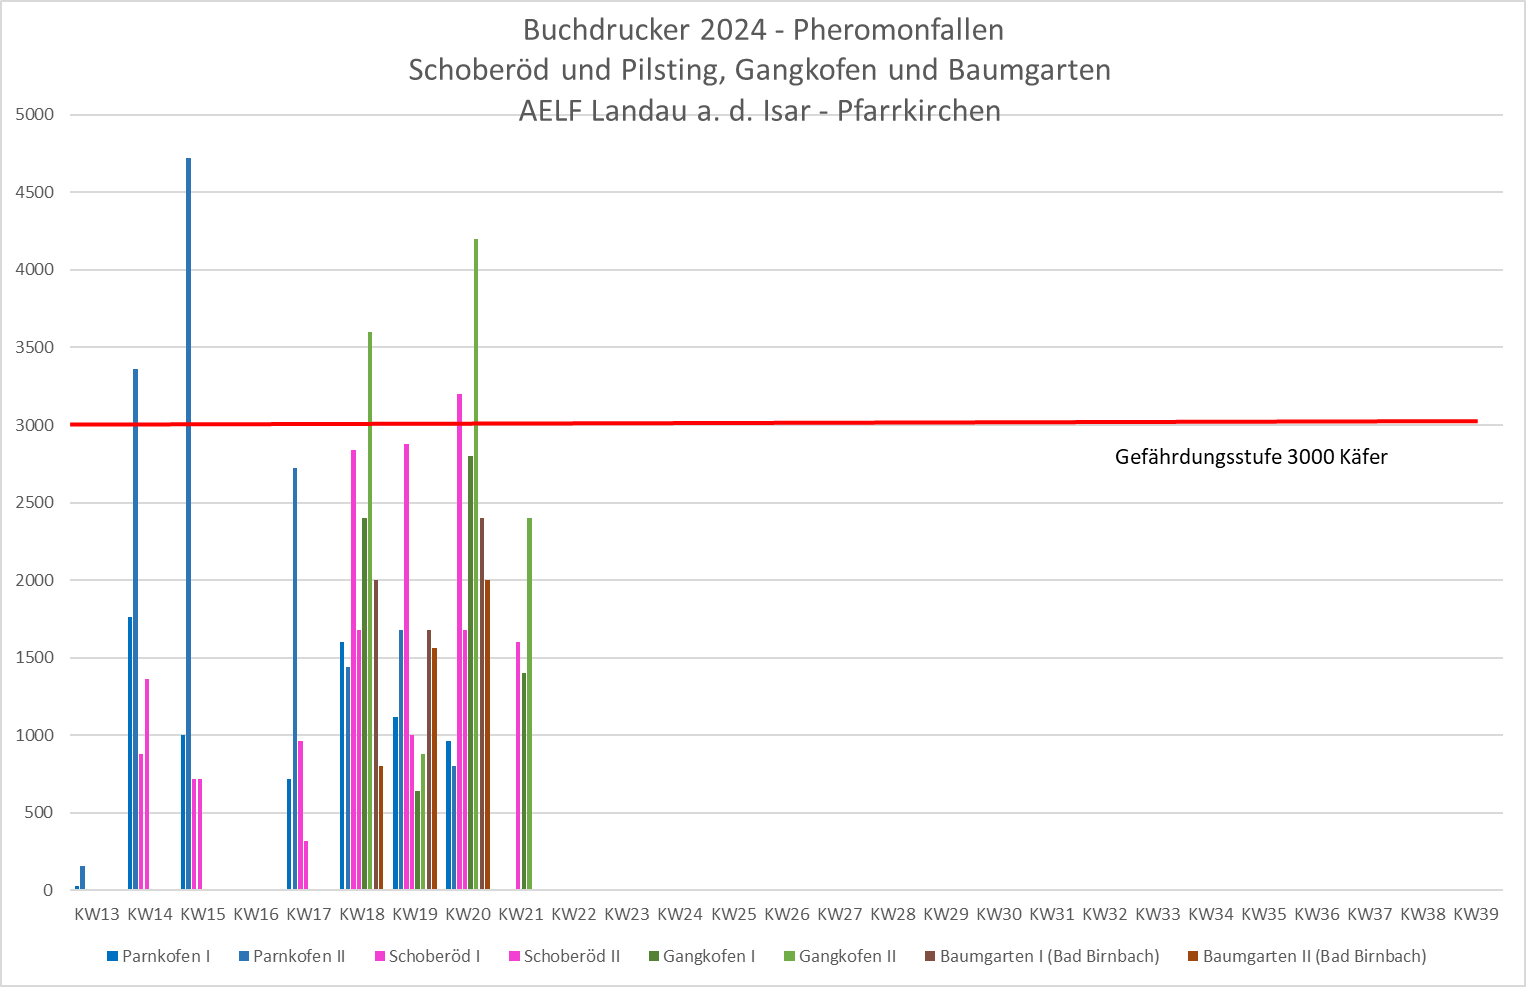 Buchdrucker 2024 - Pheromonfallen
Schoberöd und Pilsting, Gangkofen und Baumgarten
AELF Landau a. d. Isar - Pfarrkirchen
5000
4500
4000
3500
3000
2500
2000
1500
1000
500
0
Gefährdungsstufe 3000 Käfer
KW13 KW14 KW15 KW16 KW17 KW18 KW19 KW20 KW21 KW22 KW23 KW24 KW25 KW26 KW27 KW28 KW29 KW30 KW31 KW32 KW33 KW34 KW35 KW36 KW37 KW38 KW39
Parnkofen I Parnkofen II Schoberöd I Schoberöd II Gangkofen I Gangkofen II Baumgarten I (Bad Birnbach) Baumgarten II (Bad Birnbach)